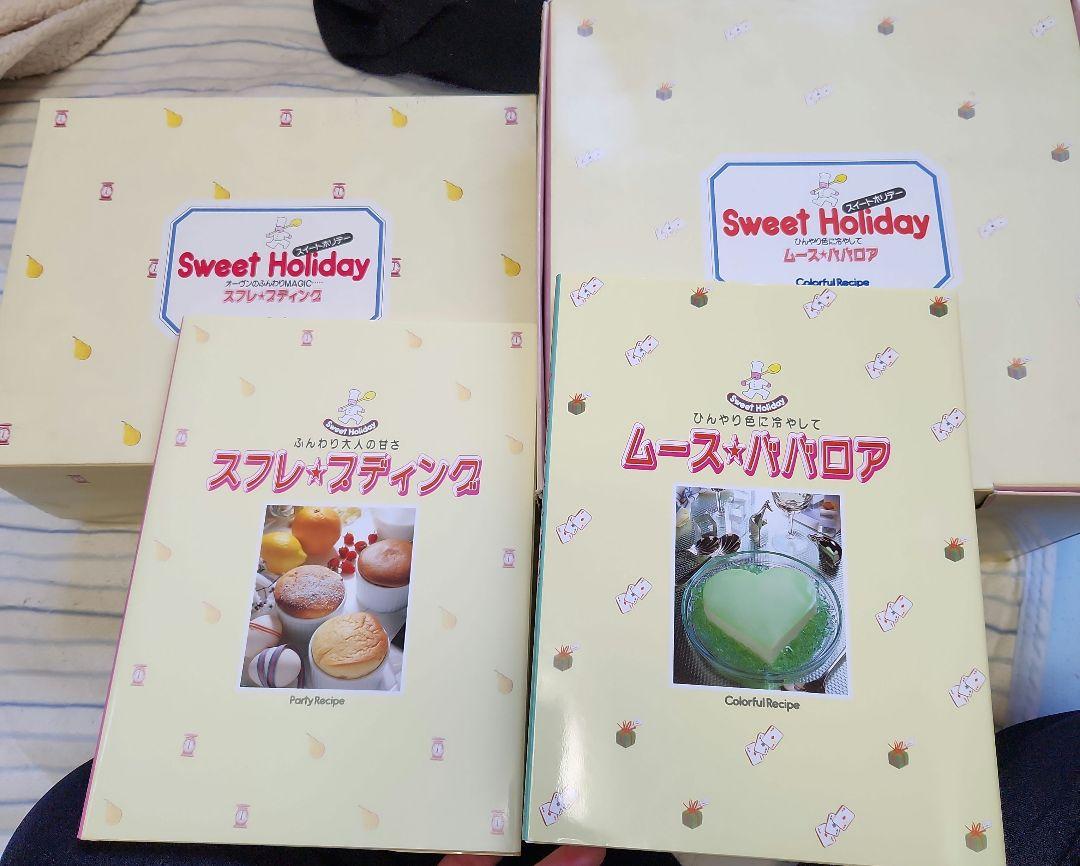 スイートホリデー
Sweet Holiday
オーヴンのふんわりMAGIC……
スフレ★プディング
スイートホリデー
Sweet Holiday
ひんやり色に冷やして
ムース★ババロア
Colorful Recipe
Sweet Holiday
ふんわり大人の甘さ
スフレ★プディング
Party Recipe
Sweet Holiday
ひんやり色に冷やして
ムース★ババロア
Colorful Recipe